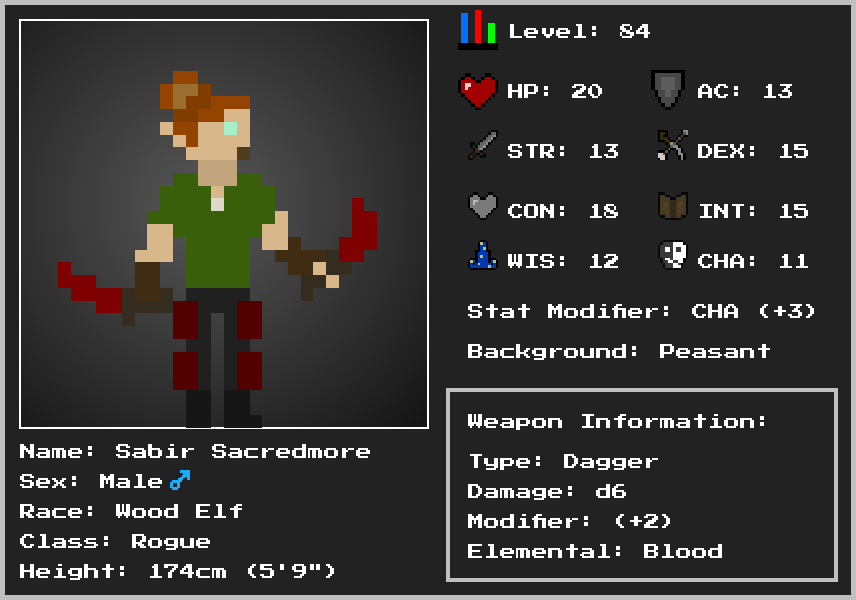 Level: 84
HP: 20
AC: 13
STR: 13
DEX: 15
CON: 18
INT: 15
WIS: 12
CHA: 11
Stat Modifier: CHA (+3)
Background: Peasant
Weapon Information:
Type: Dagger
Damage: d6
Modifier: (+2)
Elemental: Blood
Name: Sabir Sacredmore
Sex: Male♂
Race: Wood Elf
Class: Rogue
Height: 174cm (5'9")